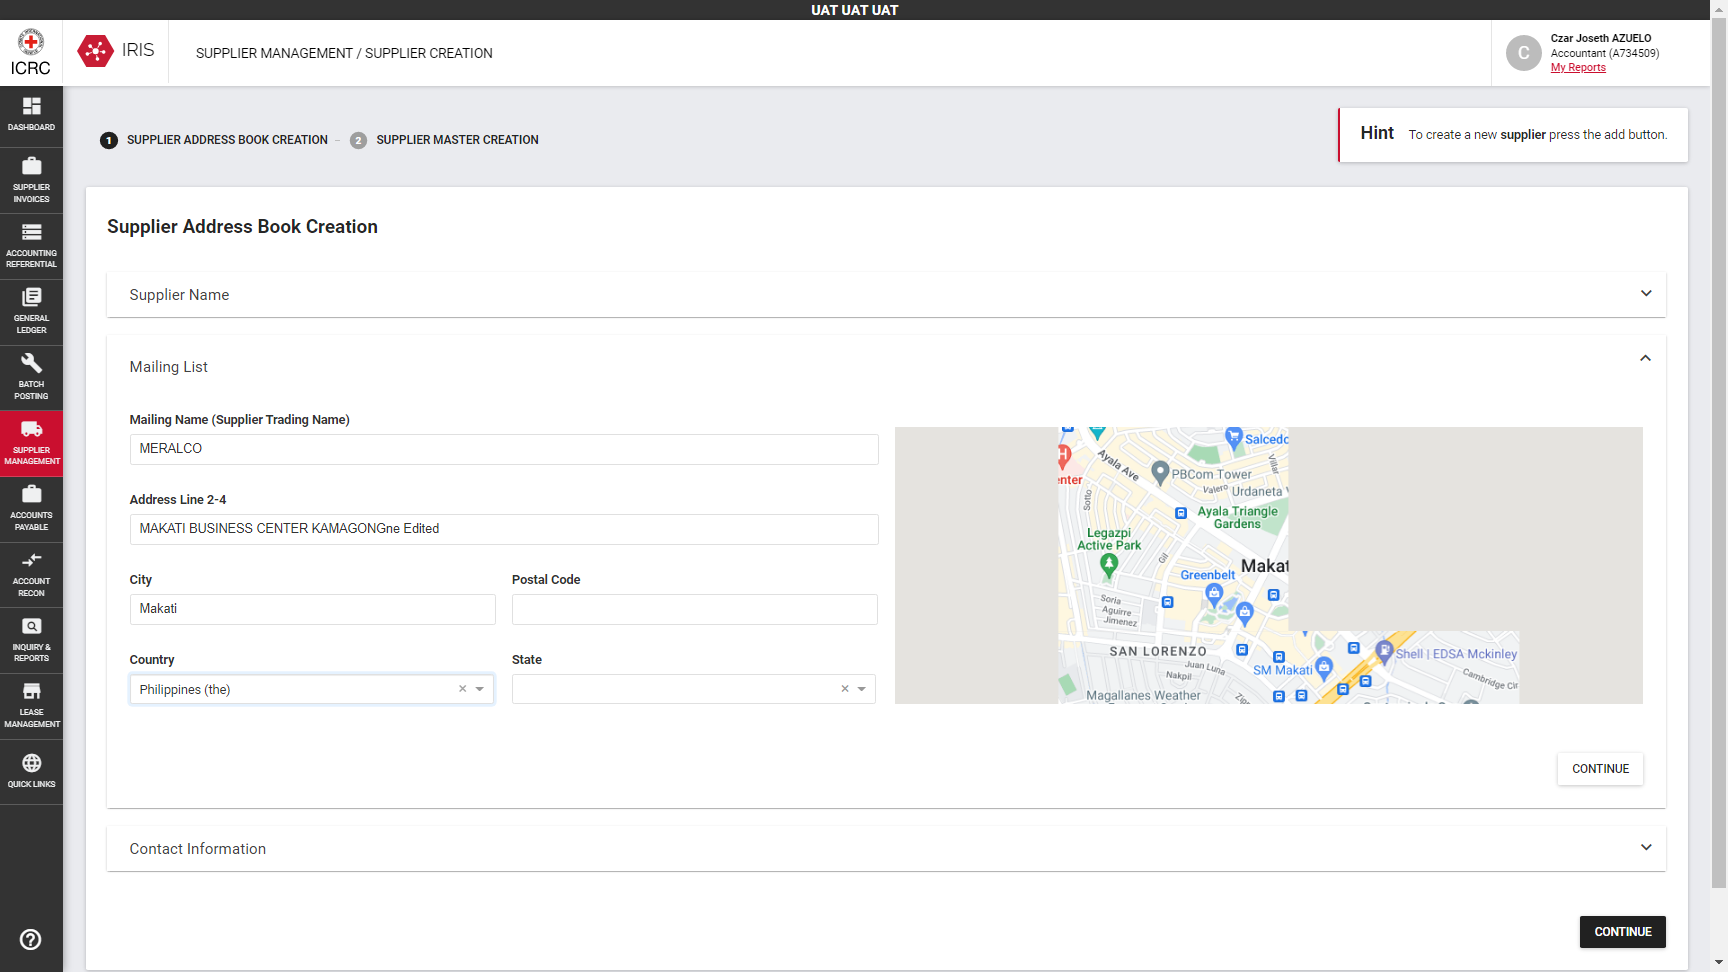 UAT UAT UAT
ICRC
IRIS
SUPPLIER MANAGEMENT / SUPPLIER CREATION
C
Czar Joseth AZUELO
Accountant (A734509)
My Reports
DASHBOARD
SUPPLIER
INVOICES
ACCOUNTING
REFERENTIAL
GENERAL
LEDGER
BATCH
POSTING
SUPPLIER
MANAGEMENT
ACCOUNTS
PAYABLE
ACCOUNT
RECON
INQUIRY &
REPORTS
LEASE
MANAGEMENT
QUICK LINKS
1 SUPPLIER ADDRESS BOOK CREATION – 2 SUPPLIER MASTER CREATION
Hint To create a new supplier press the add button.
Supplier Address Book Creation
Supplier Name
Mailing List
Mailing Name (Supplier Trading Name)
MERALCO
Address Line 2-4
MAKATI BUSINESS CENTER KAMAGONGne Edited
City
Postal Code
Makati
Country
State
Philippines (the)
Salcedo
Ayala Ave
Villar
enter
PBCom Tower
Valero
Urdaneta V
Sotto
Ayala Triangle
Gardens
Legazpi
Active Park
Gil
Makat
Greenbelt
Soria
Aguirre
Jimenez
SAN LORENZO
Shell | EDSA Mckinley
Juan Luna
SM Makati
Nakpil
Cambridge Cir
Magallanes Weather
Zip
CONTINUE
Contact Information
CONTINUE